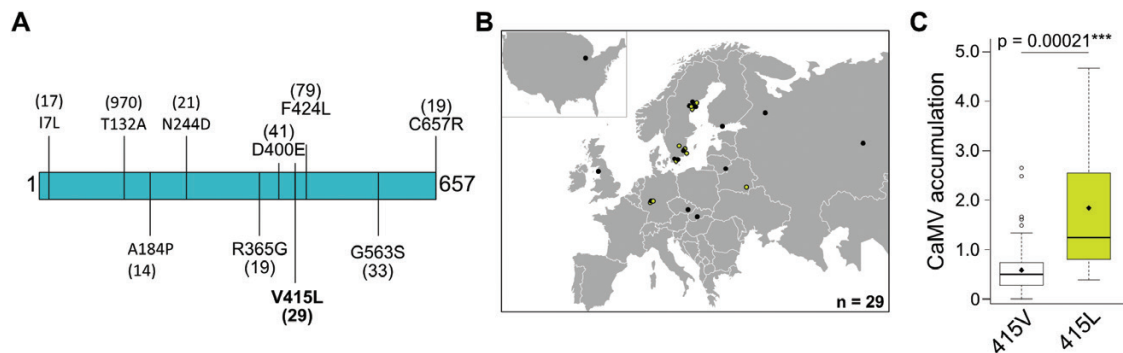 A
(17)
I7L
(970)
T132A
(21)
N244D
(41)
D400E
(79)
F424L
(19)
C657R
1
657
A184P
(14)
R365G
(19)
V415L
(29)
G563S
(33)
B
n = 29
C
p = 0.00021***
CaMV accumulation
5.0
4.0
3.0
2.0
1.0
0
415V
415L